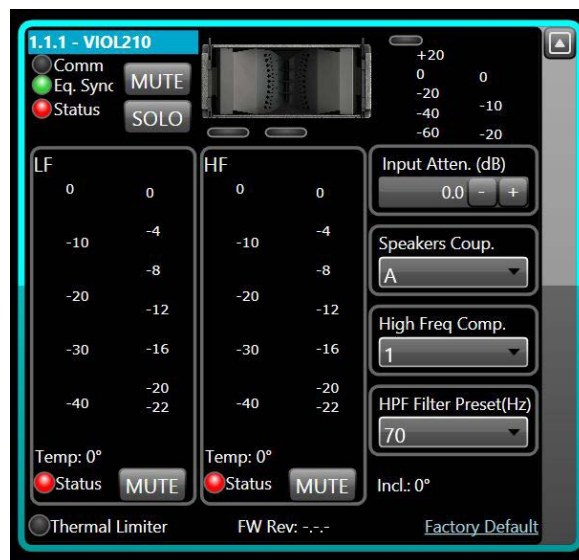 1.1.1 - VIOL210
Comm
Eq. Sync
Status
MUTE
SOLO
+20
0
-20
-40
-60
0
-10
-20
LF
0
-10
-20
-30
-40
0
-4
-8
-12
-16
-20
-22
Temp: 0°
Status
MUTE
HF
0
-10
-20
-30
-40
0
-4
-8
-12
-16
-20
-22
Temp: 0°
Status
MUTE
Input Atten. (dB)
0.0 - +
Speakers Coup.
A
High Freq Comp.
1
HPF Filter Preset(Hz)
70
Incl.: 0°
Thermal Limiter
FW Rev: -.-.-
Factory Default